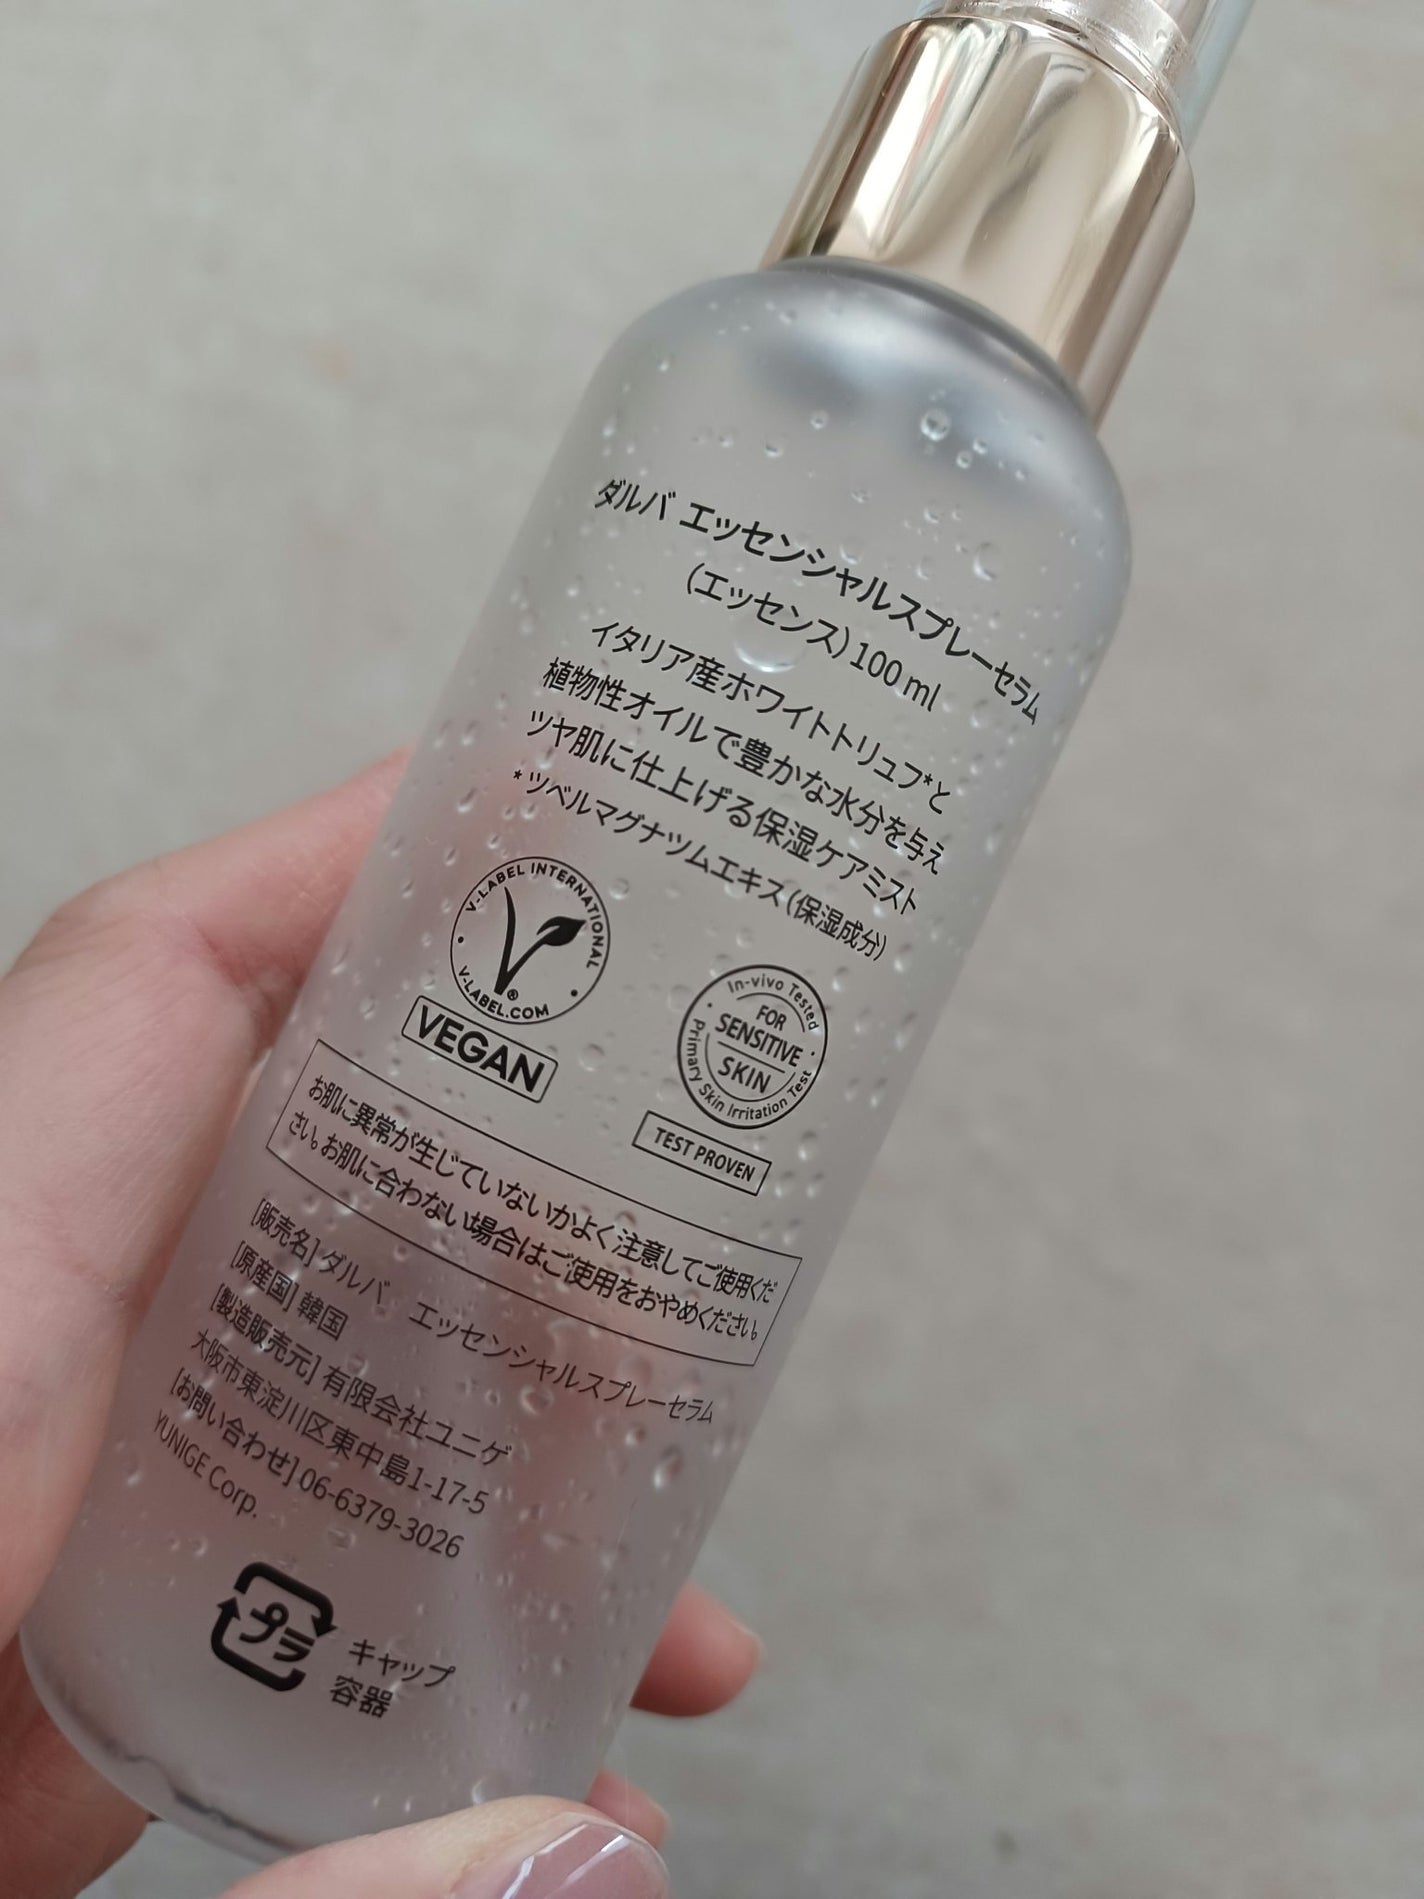 ダルバ エッセンシャルスプレーセラム
(エッセンス) 100 ml
イタリア産ホワイトトリュフ*と
植物性オイルで豊かな水分を与え
ツヤ肌に仕上げる保湿ケアミスト
* ツベルマグナツムエキス (保湿成分)
V-LABEL INTERNATIONAL
V®
V-LABEL.COM
VEGAN
In-vivo Tested
FOR
SENSITIVE
SKIN
Primary Skin Irritation Test
TEST PROVEN
お肌に異常が生じていないかよく注意してご使用くだ
さい。お肌に合わない場合はご使用をおやめください。
[販売名] ダルバ　エッセンシャルスプレーセラム
[原産国] 韓国
[製造販売元] 有限会社ユニゲ
大阪市東淀川区東中島1-17-5
[お問い合わせ] 06-6379-3026
YUNIGE Corp.
プラ
キャップ
容器